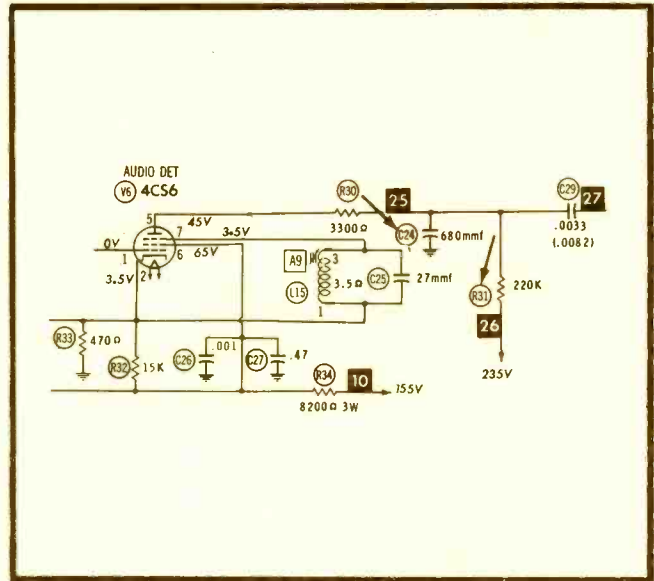 AUDIO DET
V6 4CS6
R30
25
C29
27
5
45V
7
3.5V
65V
6
0V
1
2
3.5V
3300Ω
C24
680mmf
.0033
(.0082)
A9
3
L15
3.5Ω
1
C25
27mmf
R31
220K
26
235V
R33
470Ω
R32
15K
C26
.001
C27
.47
R34
10
155V
8200Ω 3W